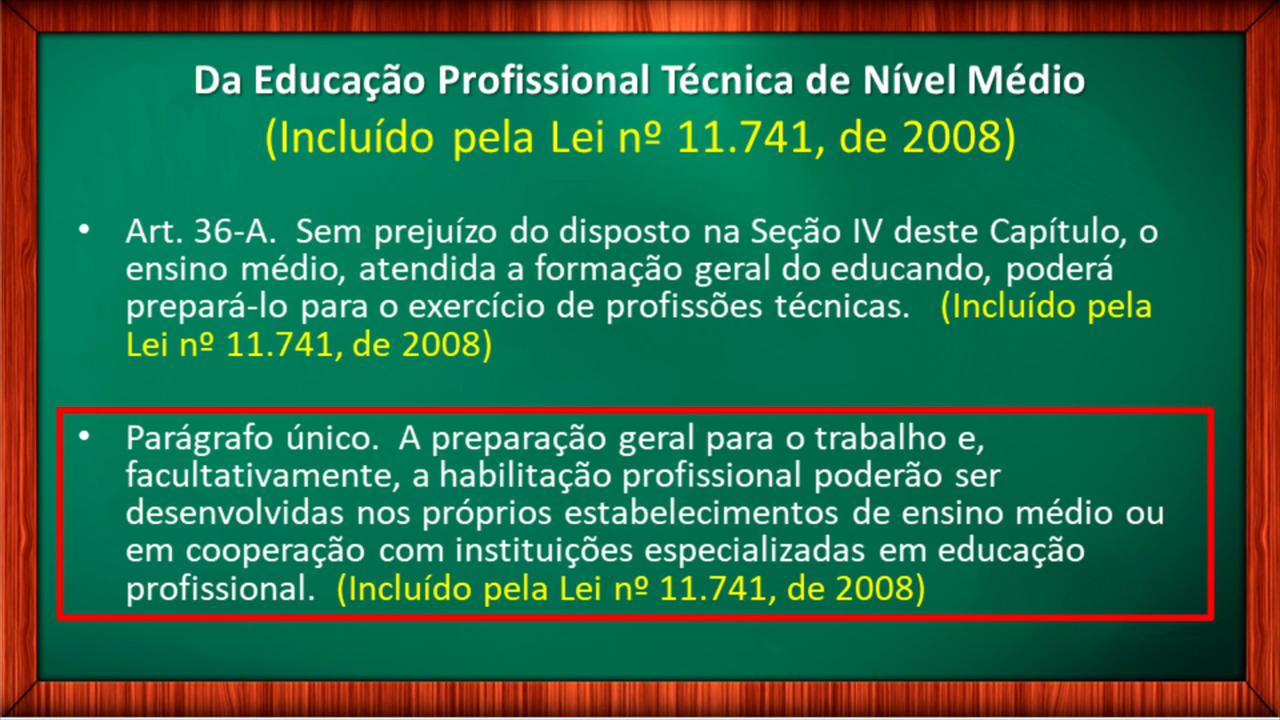 Da Educação Profissional Técnica de Nível Médio
(Incluído pela Lei nº 11.741, de 2008)
• Art. 36-A. Sem prejuízo do disposto na Seção IV deste Capítulo, o
ensino médio, atendida a formação geral do educando, poderá
prepará-lo para o exercício de profissões técnicas. (Incluído pela
Lei nº 11.741, de 2008)
• Parágrafo único. A preparação geral para o trabalho e,
facultativamente, a habilitação profissional poderão ser
desenvolvidas nos próprios estabelecimentos de ensino médio ou
em cooperação com instituições especializadas em educação
profissional. (Incluído pela Lei nº 11.741, de 2008)